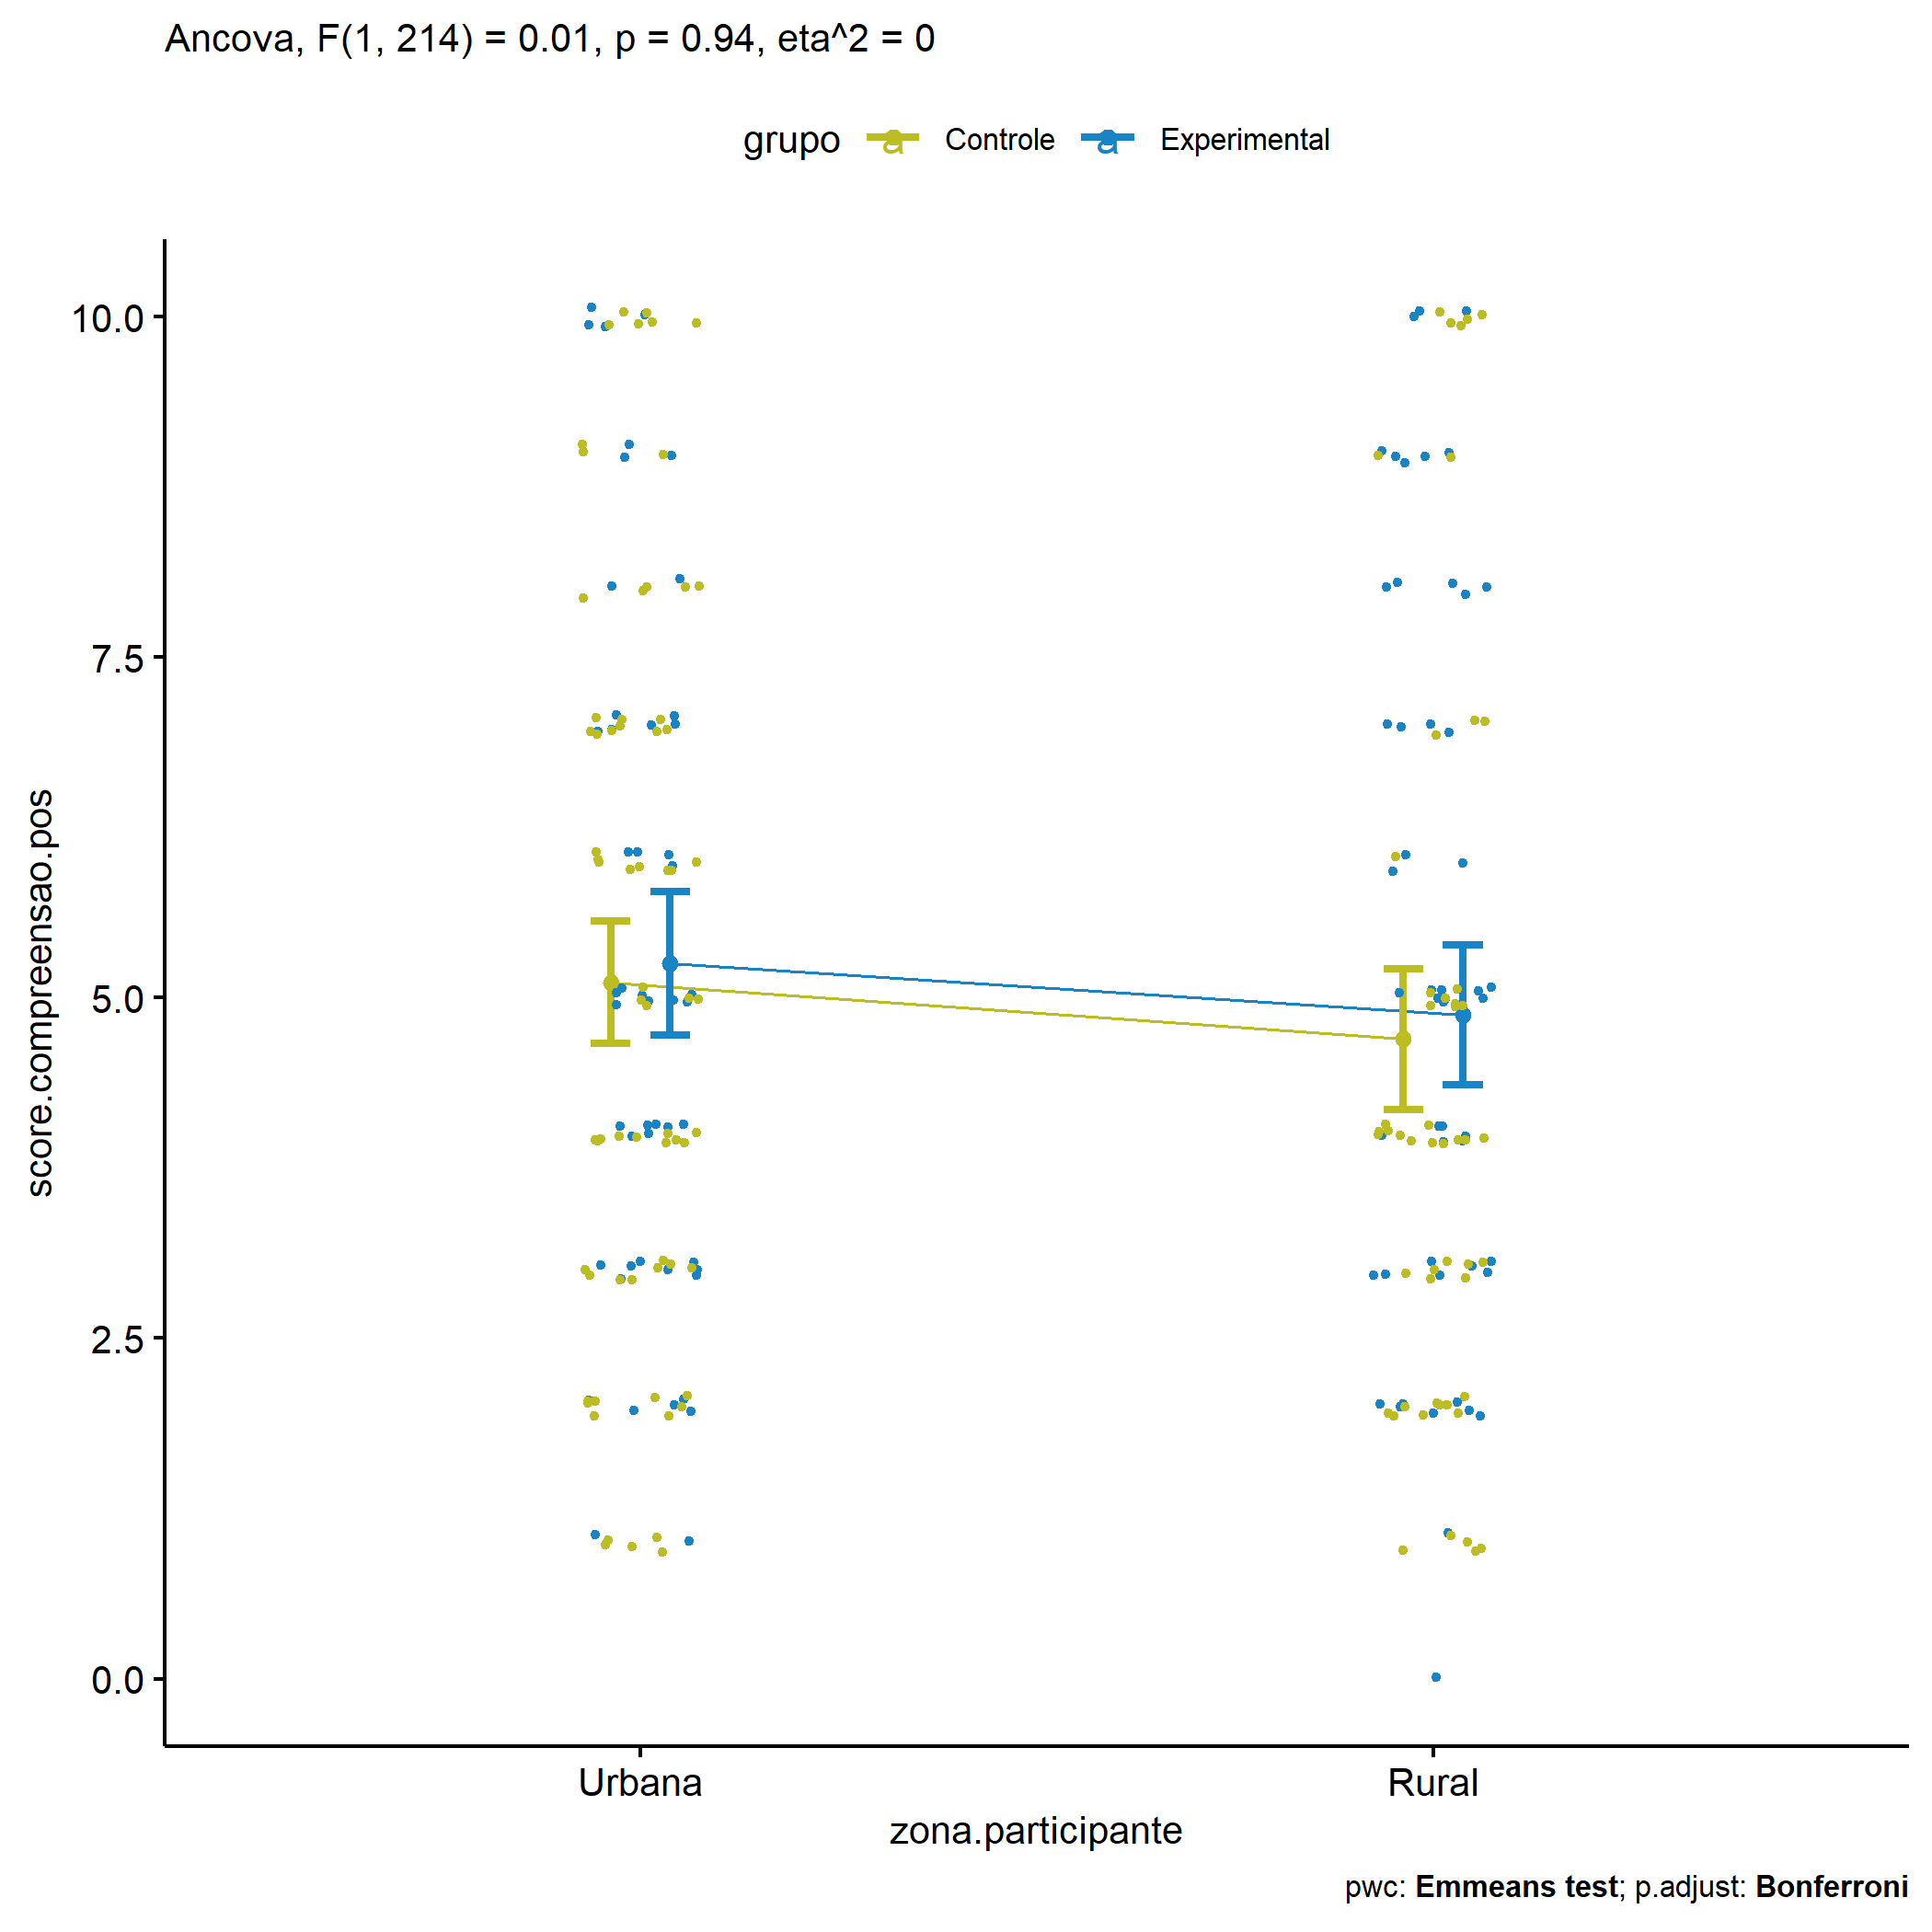 Ancova, F(1, 214) = 0.01, p = 0.94, eta^2 = 0
grupo a Controle a Experimental
10.0
7.5
5.0
2.5
0.0
score.compreensao.pos
Urbana Rural
zona.participante
pwc: Emmeans test; p.adjust: Bonferroni